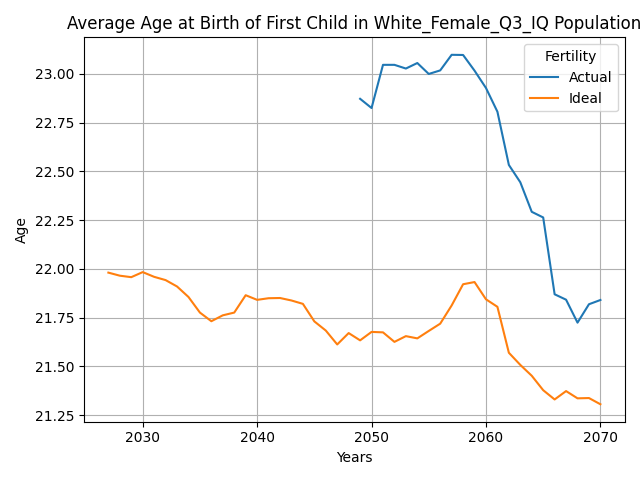 Average Age at Birth of First Child in White_Female_Q3_IQ Population
Fertility
Actual
Ideal
23.00
22.75
22.50
22.25
22.00
21.75
21.50
21.25
Age
2030
2040
2050
2060
2070
Years